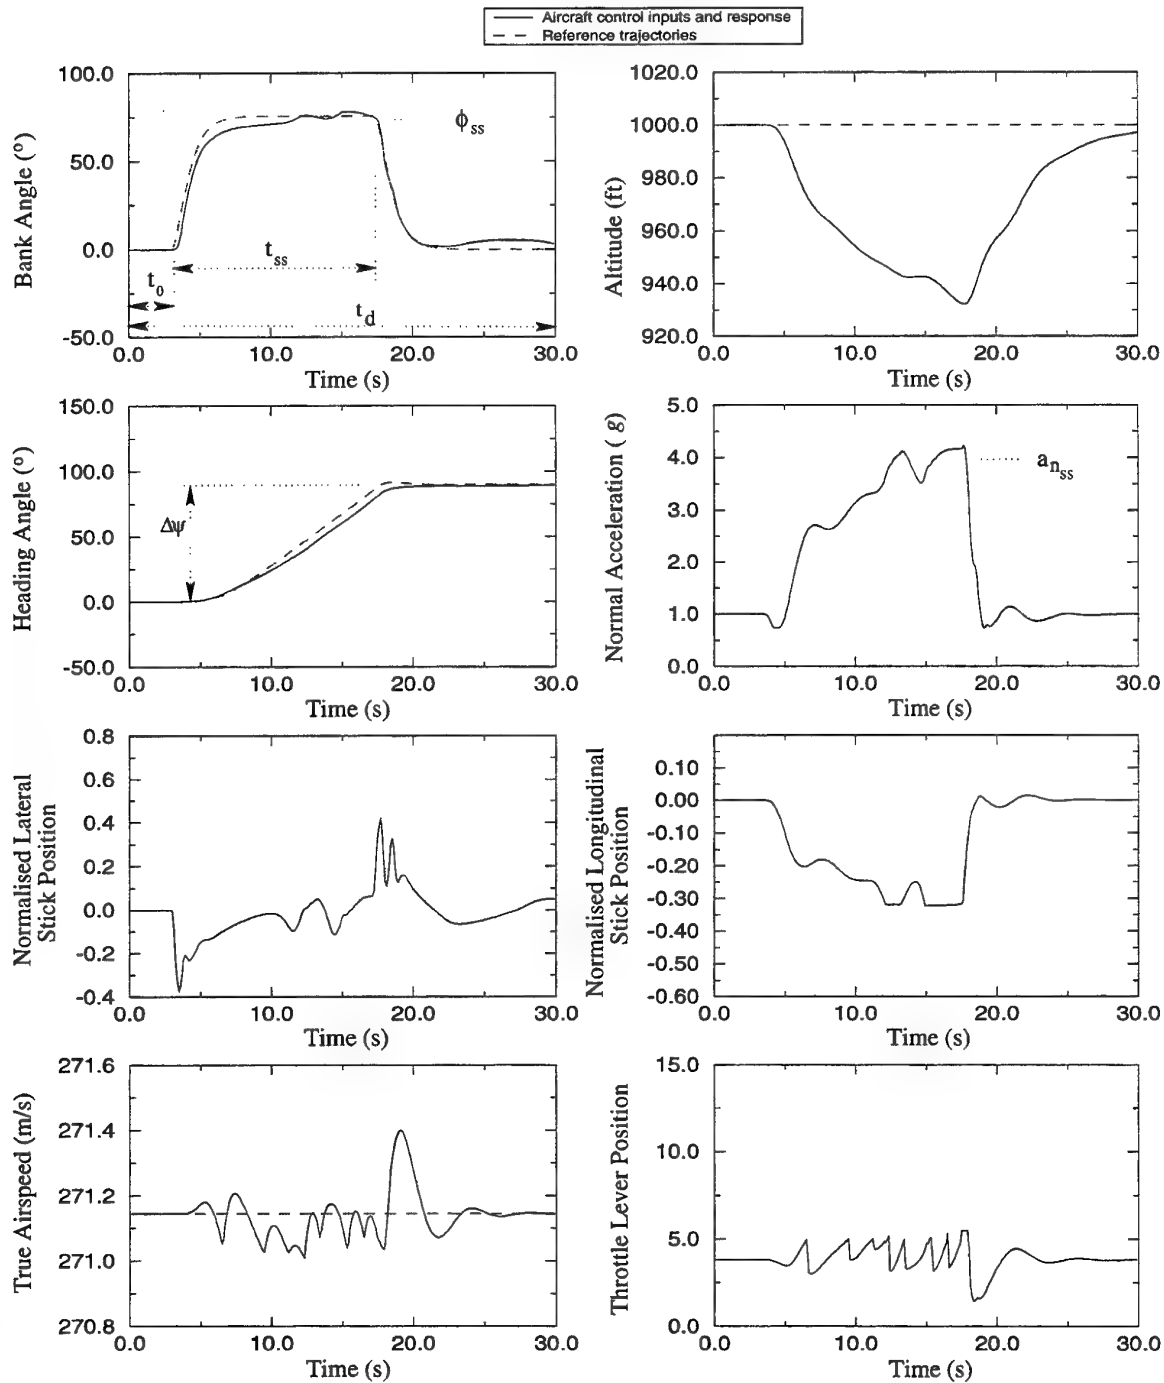 Aircraft control inputs and response
Reference trajectories
100.0
50.0
0.0
-50.0
Bank Angle (º)
ϕss
tss
t0
td
0.0 10.0 20.0 30.0
Time (s)
1020.0
1000.0
980.0
960.0
940.0
920.0
Altitude (ft)
0.0 10.0 20.0 30.0
Time (s)
150.0
100.0
50.0
0.0
-50.0
Heading Angle (º)
Δψ
0.0 10.0 20.0 30.0
Time (s)
5.0
4.0
3.0
2.0
1.0
0.0
Normal Acceleration ( g)
anss
0.0 10.0 20.0 30.0
Time (s)
0.8
0.6
0.4
0.2
0.0
-0.2
-0.4
Normalised Lateral
Stick Position
0.0 10.0 20.0 30.0
Time (s)
0.10
0.00
-0.10
-0.20
-0.30
-0.40
-0.50
-0.60
Normalised Longitudinal
Stick Position
0.0 10.0 20.0 30.0
Time (s)
271.6
271.4
271.2
271.0
270.8
True Airspeed (m/s)
0.0 10.0 20.0 30.0
Time (s)
15.0
10.0
5.0
0.0
Throttle Lever Position
0.0 10.0 20.0 30.0
Time (s)